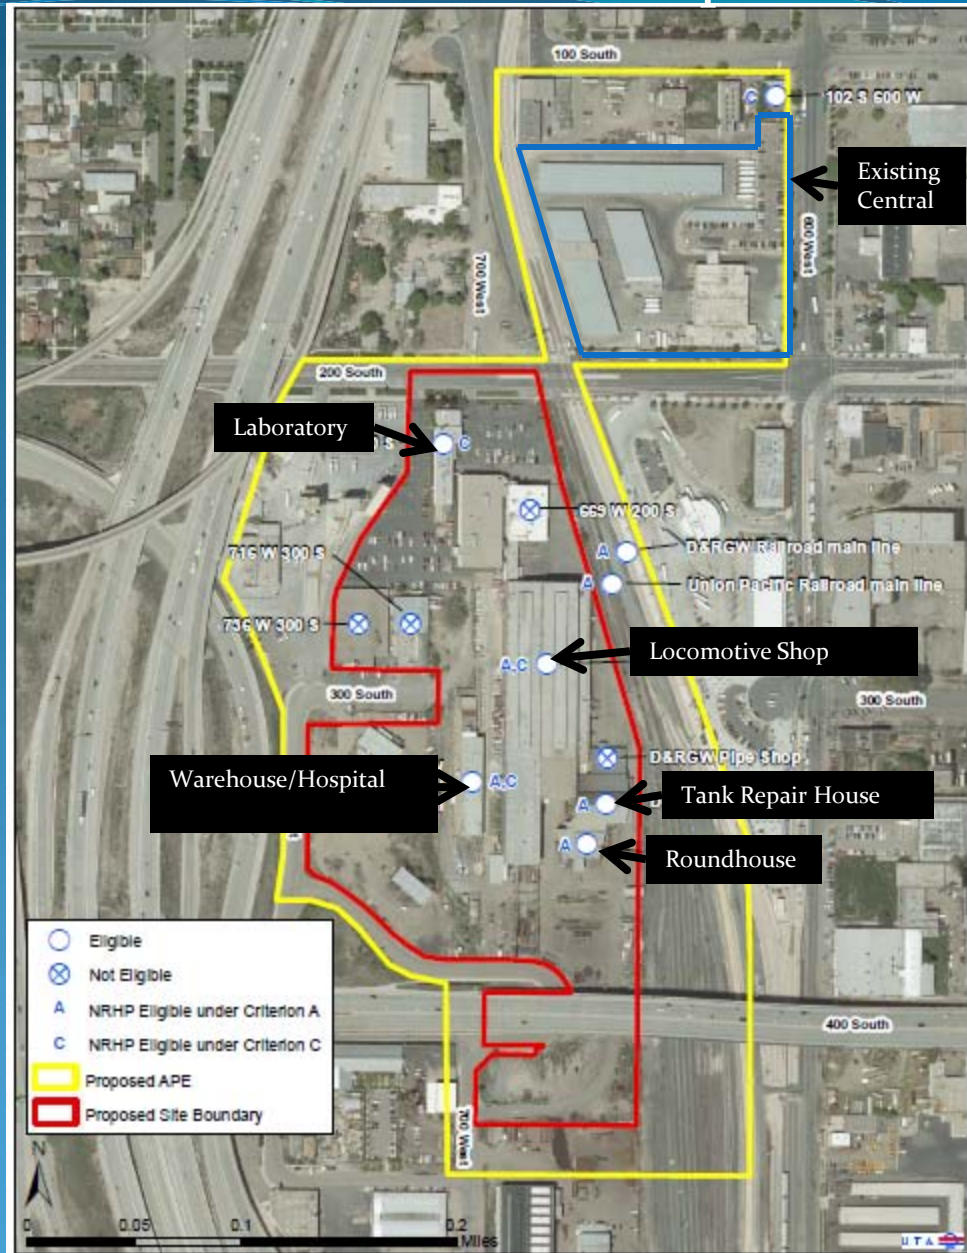 100 South
C
102 S 600 W
Existing
Central
600 West
700 West
200 South
Laboratory
C
S
669 W 200 S
A
D&RGW Railroad main line
716 W 300 S
A
Union Pacific Railroad main line
736 W 300 S
Locomotive Shop
A,C
300 South
300 South
D&RGW Pipe Shop
Warehouse/Hospital
A,C
A
Tank Repair House
A
Roundhouse
Eligible
Not Eligible
A
NRHP Eligible under Criterion A
C
NRHP Eligible under Criterion C
400 South
Proposed APE
Proposed Site Boundary
700 West
N
0
0.05
0.1
0.2
Miles
UTA